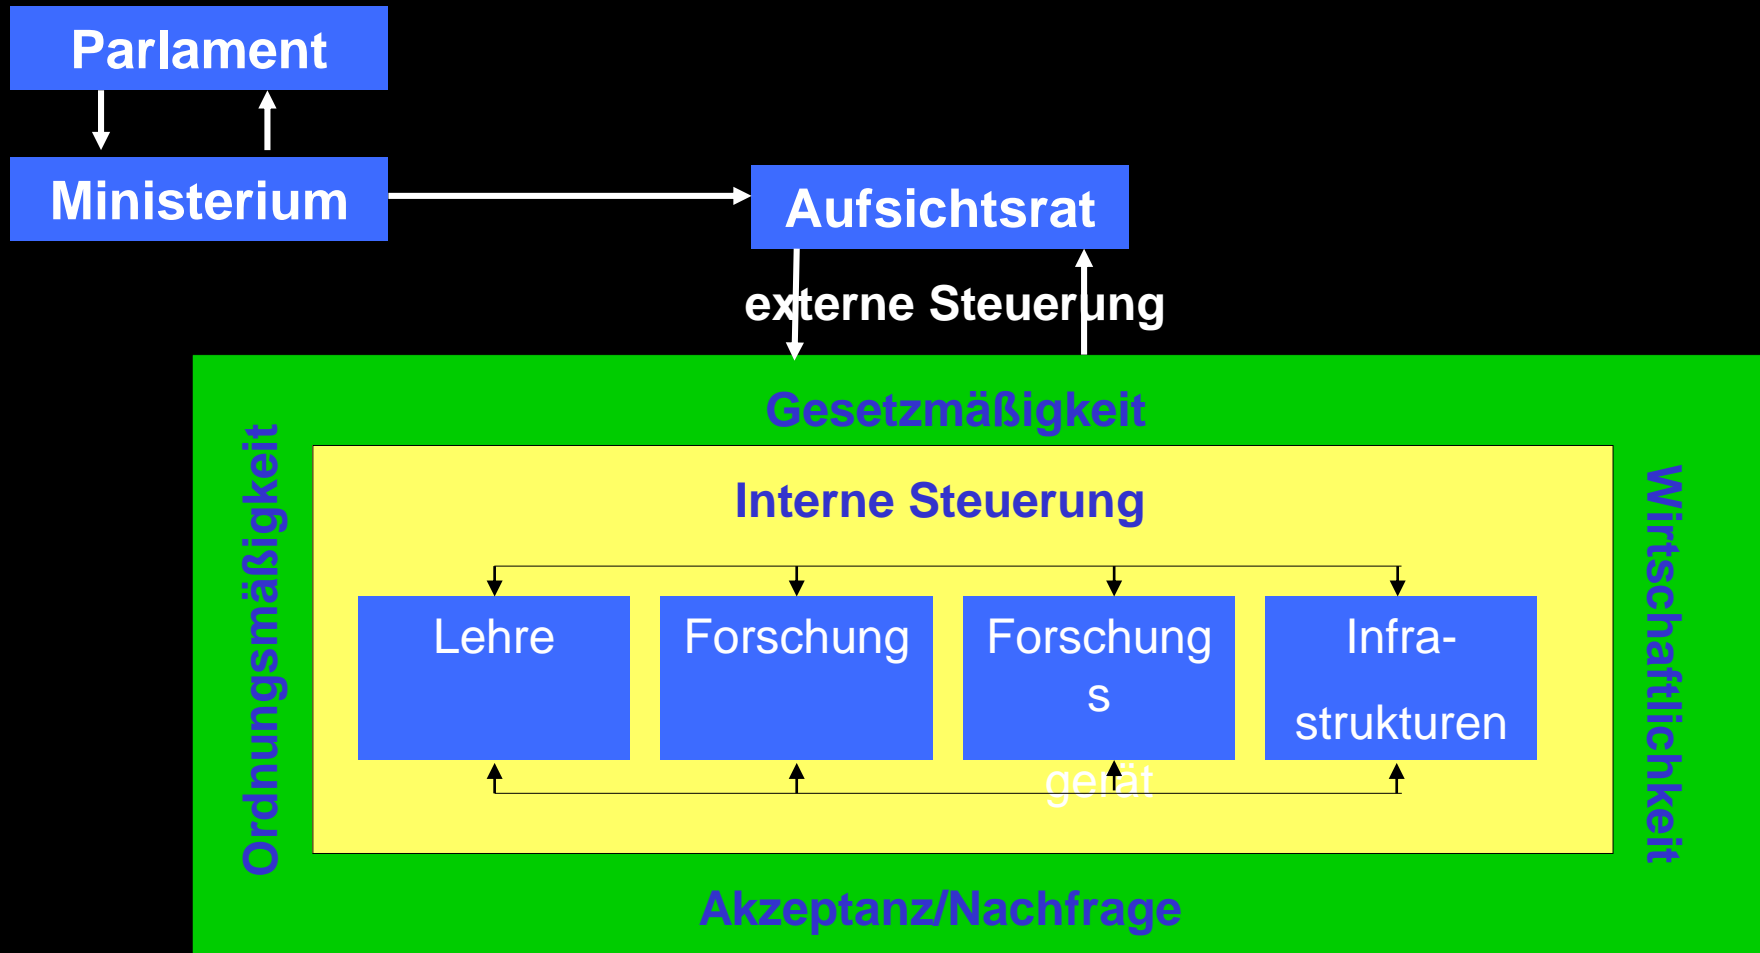 Parlament
Ministerium
Aufsichtsrat
externe Steuerung
Gesetzmäßigkeit
Ordnungsmäßigkeit
Interne Steuerung
Wirtschaftlichkeit
Lehre
Forschung
Forschung
s
gerät
Infra-
strukturen
Akzeptanz/Nachfrage